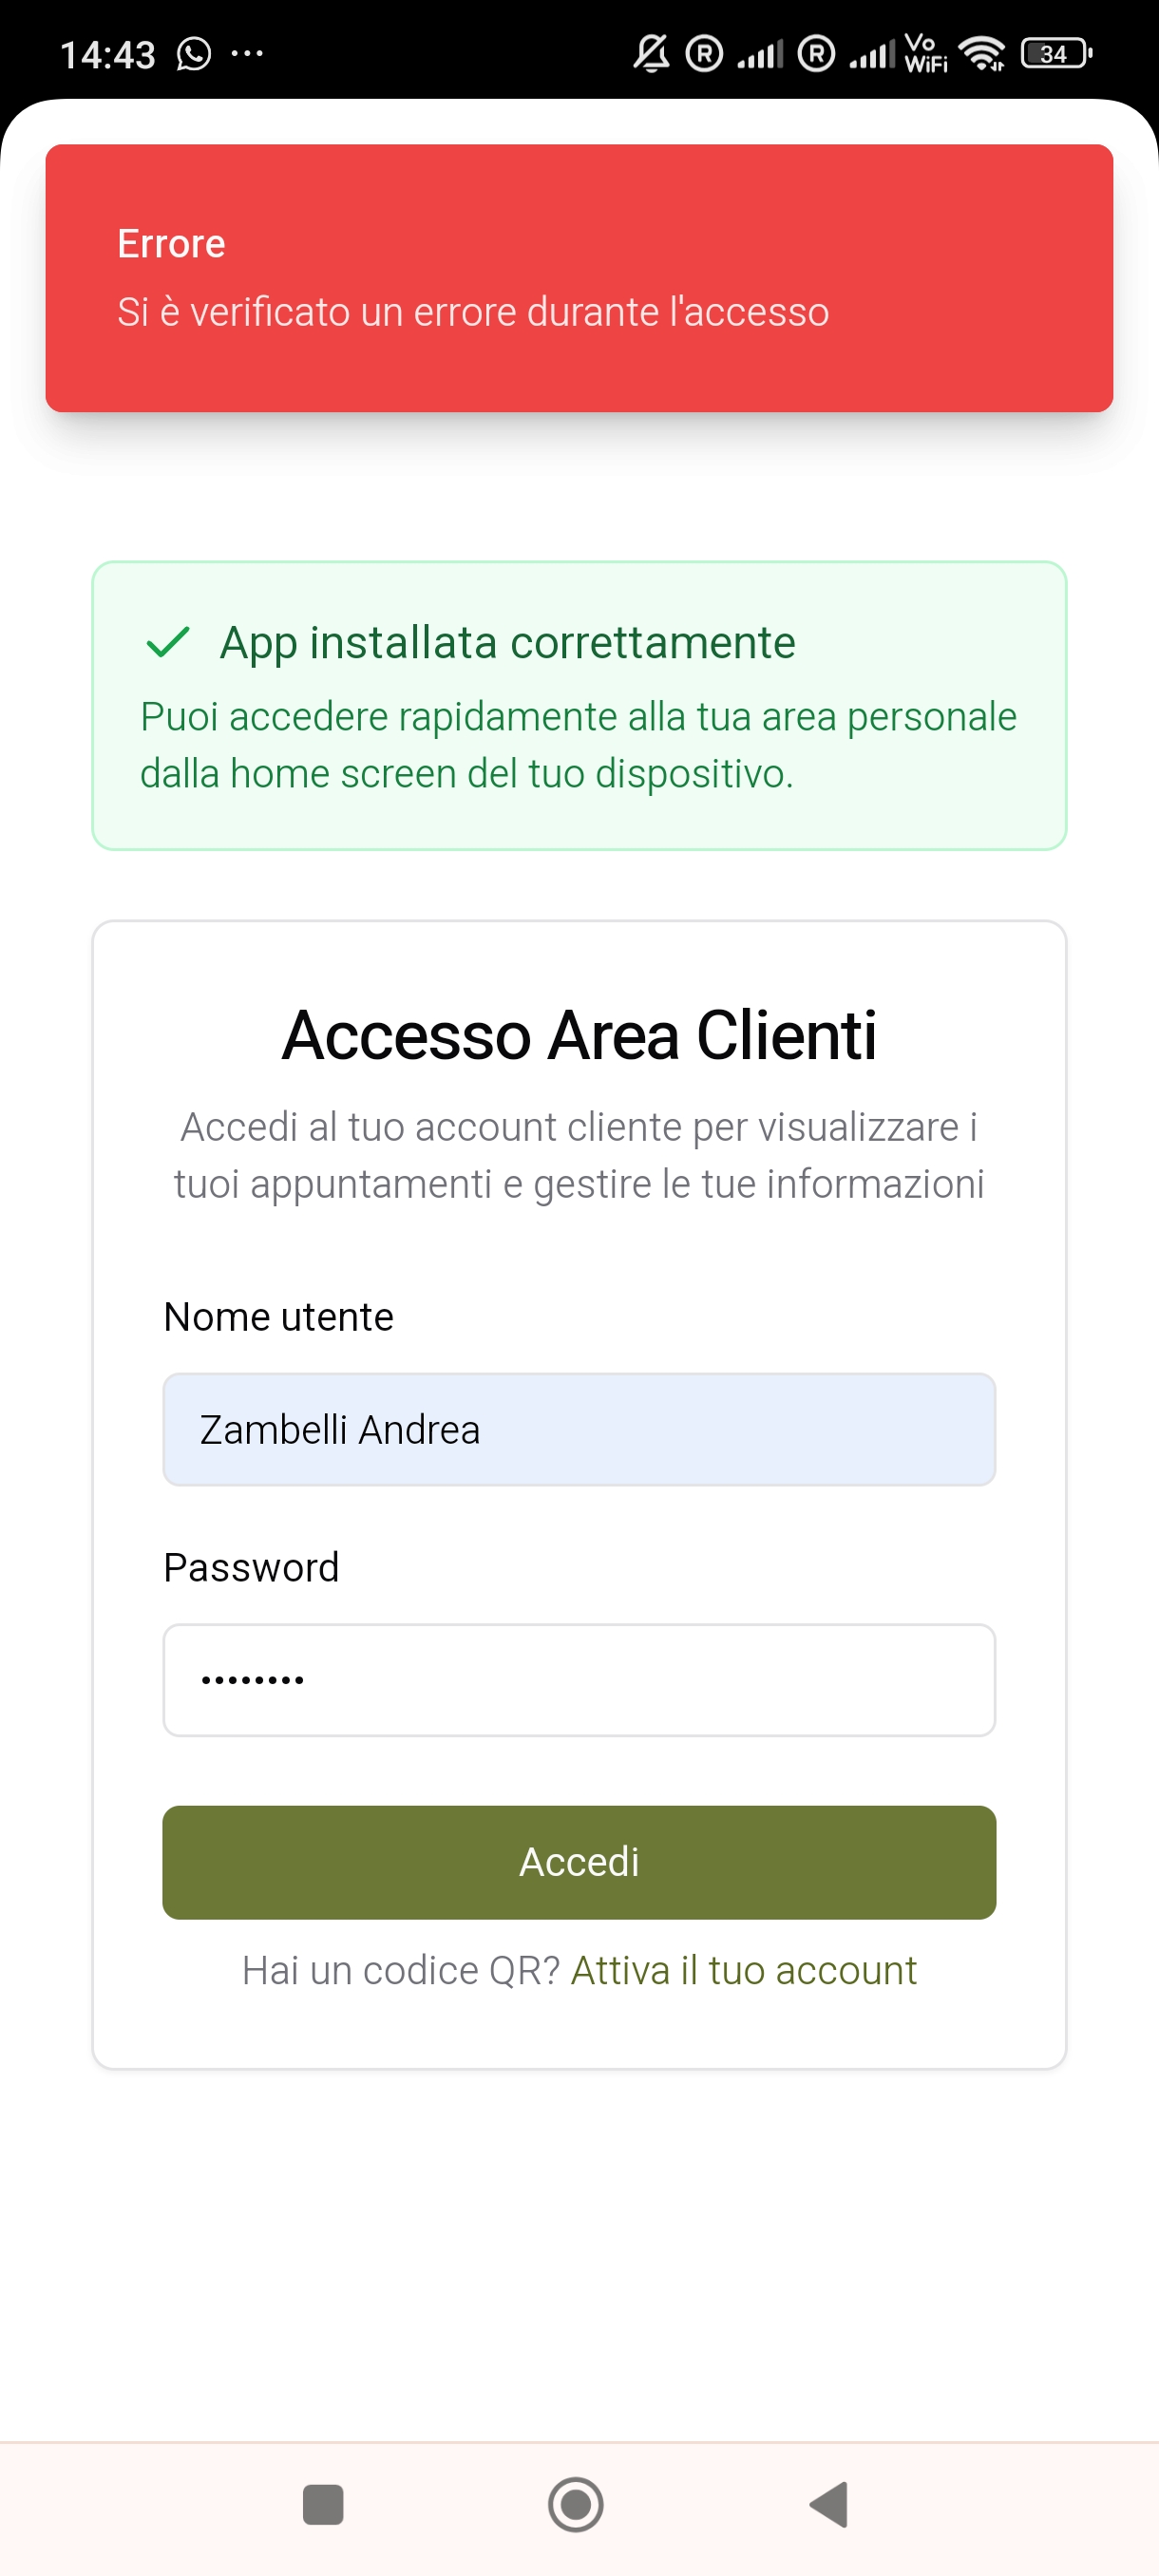 14:43
R R Vo WiFi 34
Errore
Si è verificato un errore durante l'accesso
App installata correttamente
Puoi accedere rapidamente alla tua area personale
dalla home screen del tuo dispositivo.
Accesso Area Clienti
Accedi al tuo account cliente per visualizzare i
tuoi appuntamenti e gestire le tue informazioni
Nome utente
Zambelli Andrea
Password
••••••••
Accedi
Hai un codice QR? Attiva il tuo account